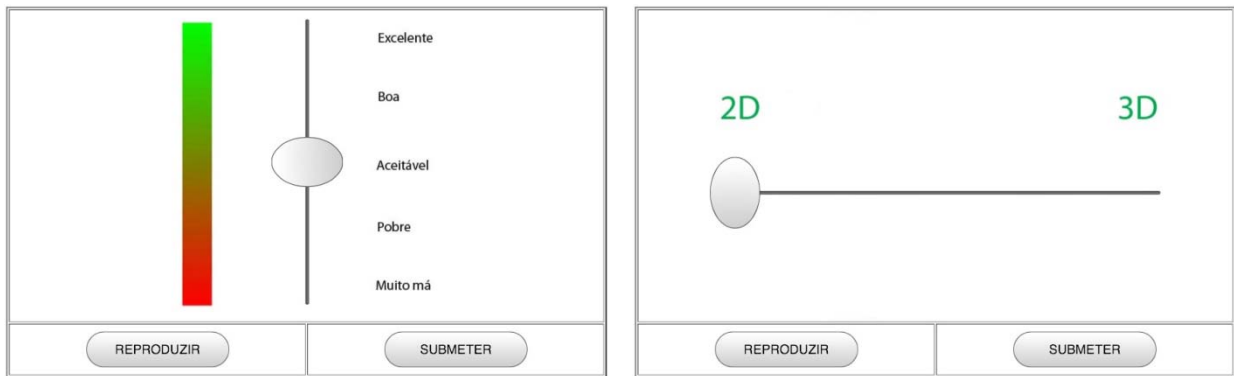 Excelente
Boa
Aceitável
Pobre
Muito má
REPRODUZIR
SUBMETER
2D
3D
REPRODUZIR
SUBMETER